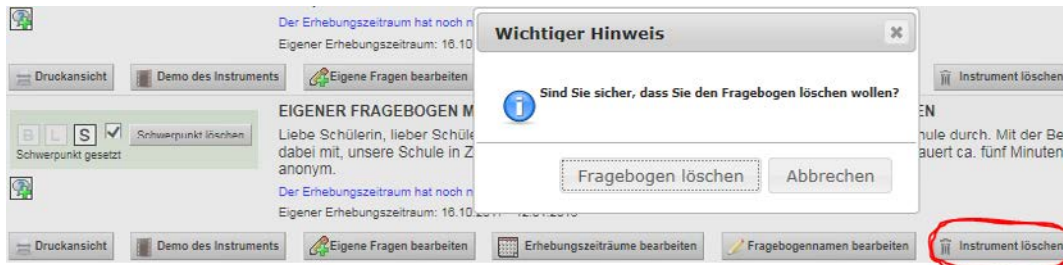 Der Erhebungszeitraum hat noch n
Eigener Erhebungszeitraum: 16.10
Wichtiger Hinweis
Druckansicht
Demo des Instruments
Eigene Fragen bearbeiten
Instrument löschen
Sind Sie sicher, dass Sie den Fragebogen löschen wollen?
EIGENER FRAGEBOGEN M
EN
B L S Schwerpunkt löschen
Schwerpunkt gesetzt
Liebe Schülerin, lieber Schüle
hule durch. Mit der Be
dabei mit, unsere Schule in Z
auert ca. fünf Minuten
anonym.
Fragebogen löschen
Abbrechen
Der Erhebungszeitraum hat noch n
Eigener Erhebungszeitraum: 16.10.
Druckansicht
Demo des Instruments
Eigene Fragen bearbeiten
Erhebungszeiträume bearbeiten
Fragebogennamen bearbeiten
Instrument löschen